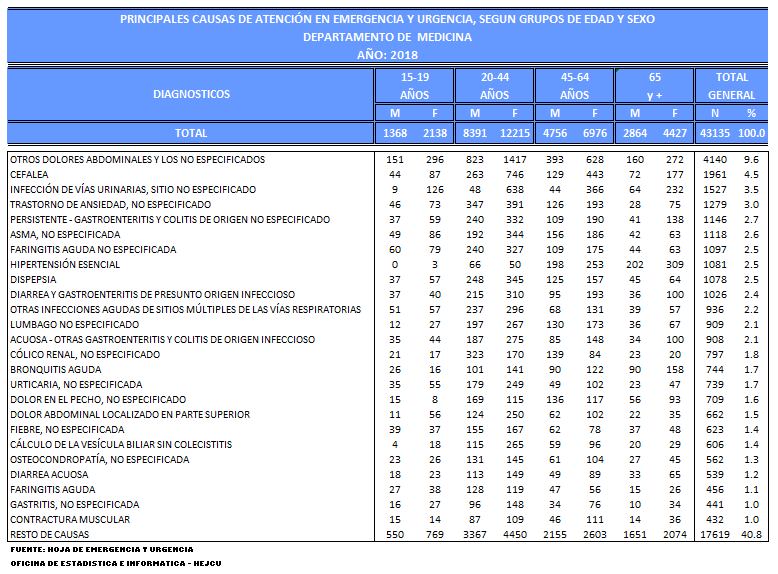 PRINCIPALES CAUSAS DE ATENCIÓN EN EMERGENCIA Y URGENCIA, SEGUN GRUPOS DE EDAD Y SEXO
DEPARTAMENTO DE MEDICINA
AÑO: 2018
DIAGNOSTICOS 15-19 AÑOS 20-44 AÑOS 45-64 AÑOS 65 y + TOTAL GENERAL
M F M F M F M F N %
TOTAL 1368 2138 8391 12215 4756 6976 2864 4427 43135 100.0
OTROS DOLORES ABDOMINALES Y LOS NO ESPECIFICADOS 151 296 823 1417 393 628 160 272 4140 9.6
CEFALEA 44 87 263 746 129 443 72 177 1961 4.5
INFECCIÓN DE VÍAS URINARIAS, SITIO NO ESPECIFICADO 9 126 48 638 44 366 64 232 1527 3.5
TRASTORNO DE ANSIEDAD, NO ESPECIFICADO 46 73 347 391 126 193 28 75 1279 3.0
PERSISTENTE - GASTROENTERITIS Y COLITIS DE ORIGEN NO ESPECIFICADO 37 59 240 332 109 190 41 138 1146 2.7
ASMA, NO ESPECIFICADA 49 86 192 344 156 186 42 63 1118 2.6
FARINGITIS AGUDA NO ESPECIFICADA 60 79 240 327 109 175 44 63 1097 2.5
HIPERTENSIÓN ESENCIAL 0 3 66 50 198 253 202 309 1081 2.5
DISPEPSIA 37 57 248 345 125 157 45 64 1078 2.5
DIARREA Y GASTROENTERITIS DE PRESUNTO ORIGEN INFECCIOSO 37 40 215 310 95 193 36 100 1026 2.4
OTRAS INFECCIONES AGUDAS DE SITIOS MÚLTIPLES DE LAS VÍAS RESPIRATORIAS 51 57 237 296 68 131 39 57 936 2.2
LUMBAGO NO ESPECIFICADO 12 27 197 267 130 173 36 67 909 2.1
ACUOSA - OTRAS GASTROENTERITIS Y COLITIS DE ORIGEN INFECCIOSO 35 44 187 275 85 148 34 100 908 2.1
CÓLICO RENAL, NO ESPECIFICADO 21 17 323 170 139 84 23 20 797 1.8
BRONQUITIS AGUDA 26 16 101 141 90 122 90 158 744 1.7
URTICARIA, NO ESPECIFICADA 35 55 179 249 49 102 23 47 739 1.7
DOLOR EN EL PECHO, NO ESPECIFICADO 15 8 169 115 136 117 56 93 709 1.6
DOLOR ABDOMINAL LOCALIZADO EN PARTE SUPERIOR 11 56 124 250 62 102 22 35 662 1.5
FIEBRE, NO ESPECIFICADA 39 37 155 167 62 78 37 48 623 1.4
CÁLCULO DE LA VESÍCULA BILIAR SIN COLECISTITIS 4 18 115 265 59 96 20 29 606 1.4
OSTEOCONDROPATÍA, NO ESPECIFICADA 23 26 131 145 61 104 27 45 562 1.3
DIARREA ACUOSA 18 23 113 149 49 89 33 65 539 1.2
FARINGITIS AGUDA 27 38 128 119 47 56 15 26 456 1.1
GASTRITIS, NO ESPECIFICADA 16 27 96 148 34 76 10 34 441 1.0
CONTRACTURA MUSCULAR 15 14 87 109 46 111 14 36 432 1.0
RESTO DE CAUSAS 550 769 3367 4450 2155 2603 1651 2074 17619 40.8
FUENTE: HOJA DE EMERGENCIA Y URGENCIA
OFICINA DE ESTADISTICA E INFORMATICA - HEJCU